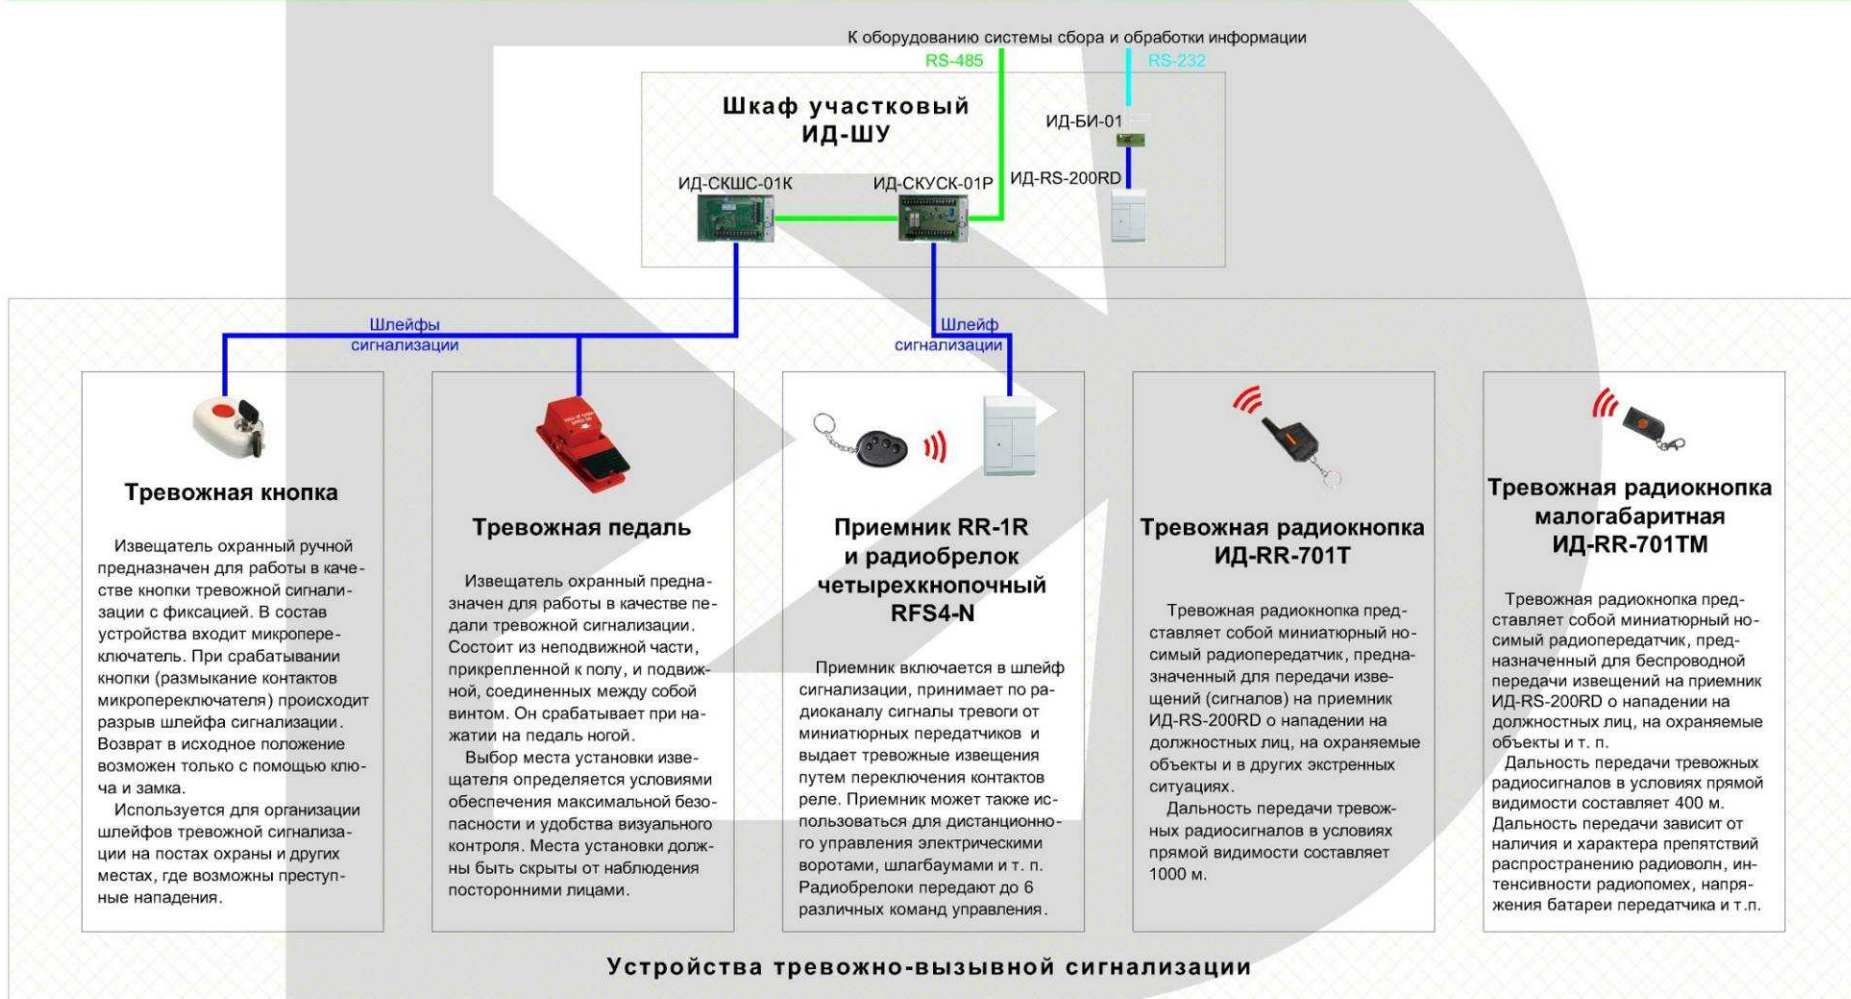 К оборудованию системы сбора и обработки информации
RS-485
RS-232
Шкаф участковый
ИД-ШУ
ИД-БИ-01
ИД-СКШС-01К
ИД-СКУСК-01Р
ИД-RS-200RD
Шлейфы
сигнализации
Шлейф
сигнализации
Тревожная кнопка
Извещатель охранный ручной
предназначен для работы в каче-
стве кнопки тревожной сигнали-
зации с фиксацией. В состав
устройства входит микропере-
ключатель. При срабатывании
кнопки (размыкание контактов
микропереключателя) происходит
разрыв шлейфа сигнализации.
Возврат в исходное положение
возможен только с помощью клю-
ча и замка.
Используется для организации
шлейфов тревожной сигнализа-
ции на постах охраны и других
местах, где возможны преступ-
ные нападения.
Тревожная педаль
Извещатель охранный предна-
значен для работы в качестве пе-
дали тревожной сигнализации.
Состоит из неподвижной части,
прикрепленной к полу, и подвиж-
ной, соединенных между собой
винтом. Он срабатывает при на-
жатии на педаль ногой.
Выбор места установки изве-
щателя определяется условиями
обеспечения максимальной безо-
пасности и удобства визуального
контроля. Места установки долж-
ны быть скрыты от наблюдения
посторонними лицами.
Приемник RR-1R
и радиобрелок
четырехкнопочный
RFS4-N
Приемник включается в шлейф
сигнализации, принимает по ра-
диоканалу сигналы тревоги от
миниатюрных передатчиков и
выдает тревожные извещения
путем переключения контактов
реле. Приемник может также ис-
пользоваться для дистанционно-
го управления электрическими
воротами, шлагбаумами и т. п.
Радиобрелоки передают до 6
различных команд управления.
Тревожная радиокнопка
ИД-RR-701Т
Тревожная радиокнопка пред-
ставляет собой миниатюрный но-
симый радиопередатчик, предна-
значенный для передачи изве-
щений (сигналов) на приемник
ИД-RS-200RD о нападении на
должностных лиц, на охраняемые
объекты и в других экстренных
ситуациях.
Дальность передачи тревож-
ных радиосигналов в условиях
прямой видимости составляет
1000 м.
Тревожная радиокнопка
малогабаритная
ИД-RR-701ТМ
Тревожная радиокнопка пред-
ставляет собой миниатюрный но-
симый радиопередатчик, пред-
назначенный для беспроводной
передачи извещений на приемник
ИД-RS-200RD о нападении на
должностных лиц, на охраняемые
объекты и т. п.
Дальность передачи тревожных
радиосигналов в условиях прямой
видимости составляет 400 м.
Дальность передачи зависит от
наличия и характера препятствий
распространению радиоволн, ин-
тенсивности радиопомех, напря-
жения батареи передатчика и т.п.
Устройства тревожно-вызывной сигнализации